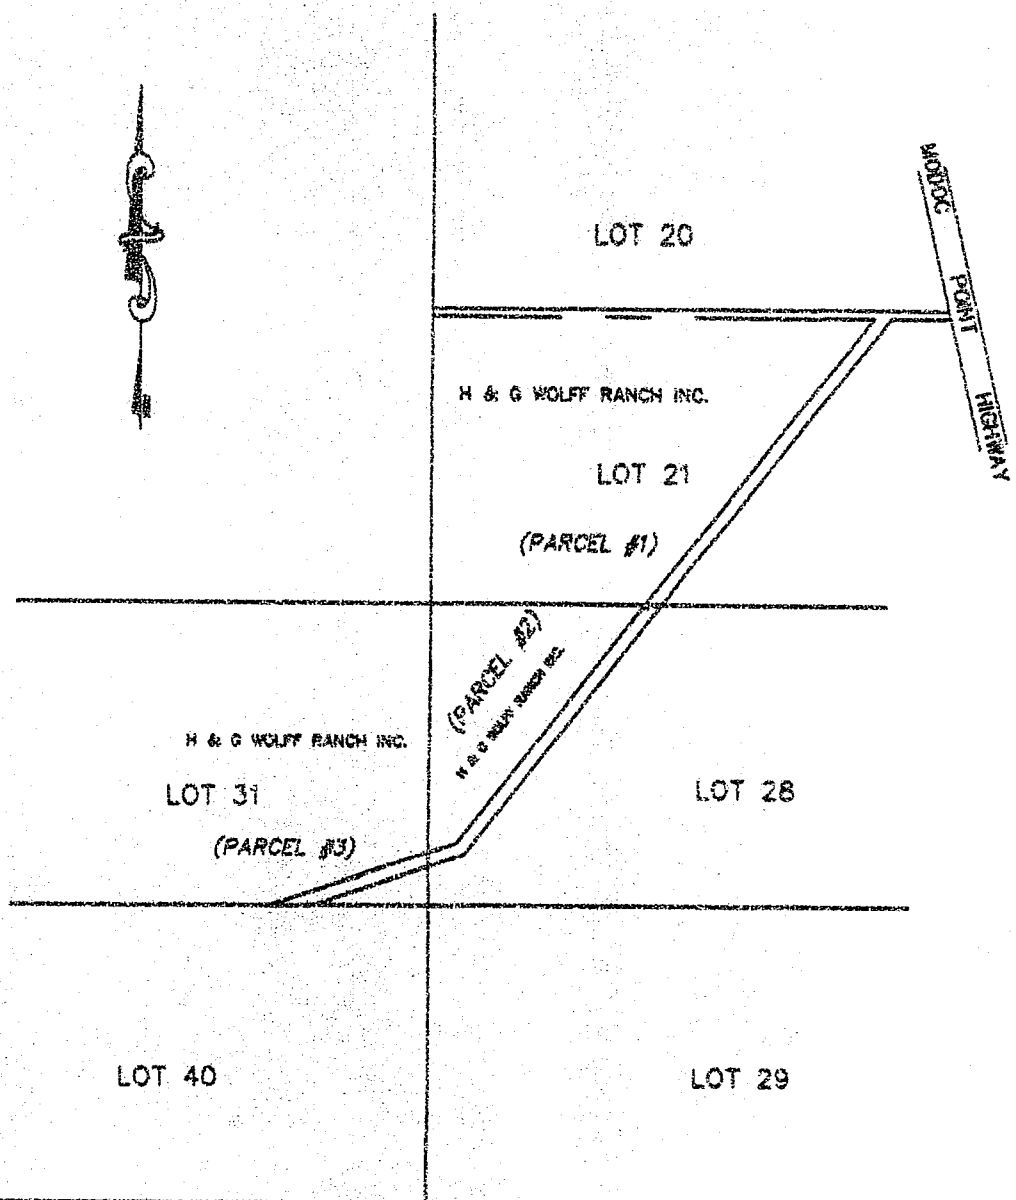 LOT 20
MODOC POINT HIGHWAY
H & G WOLFF RANCH INC.
LOT 21
(PARCEL #1)
(PARCEL #2)
H & G WOLFF RANCH INC.
H & G WOLFF RANCH INC.
LOT 31
LOT 28
(PARCEL #3)
LOT 40
LOT 29